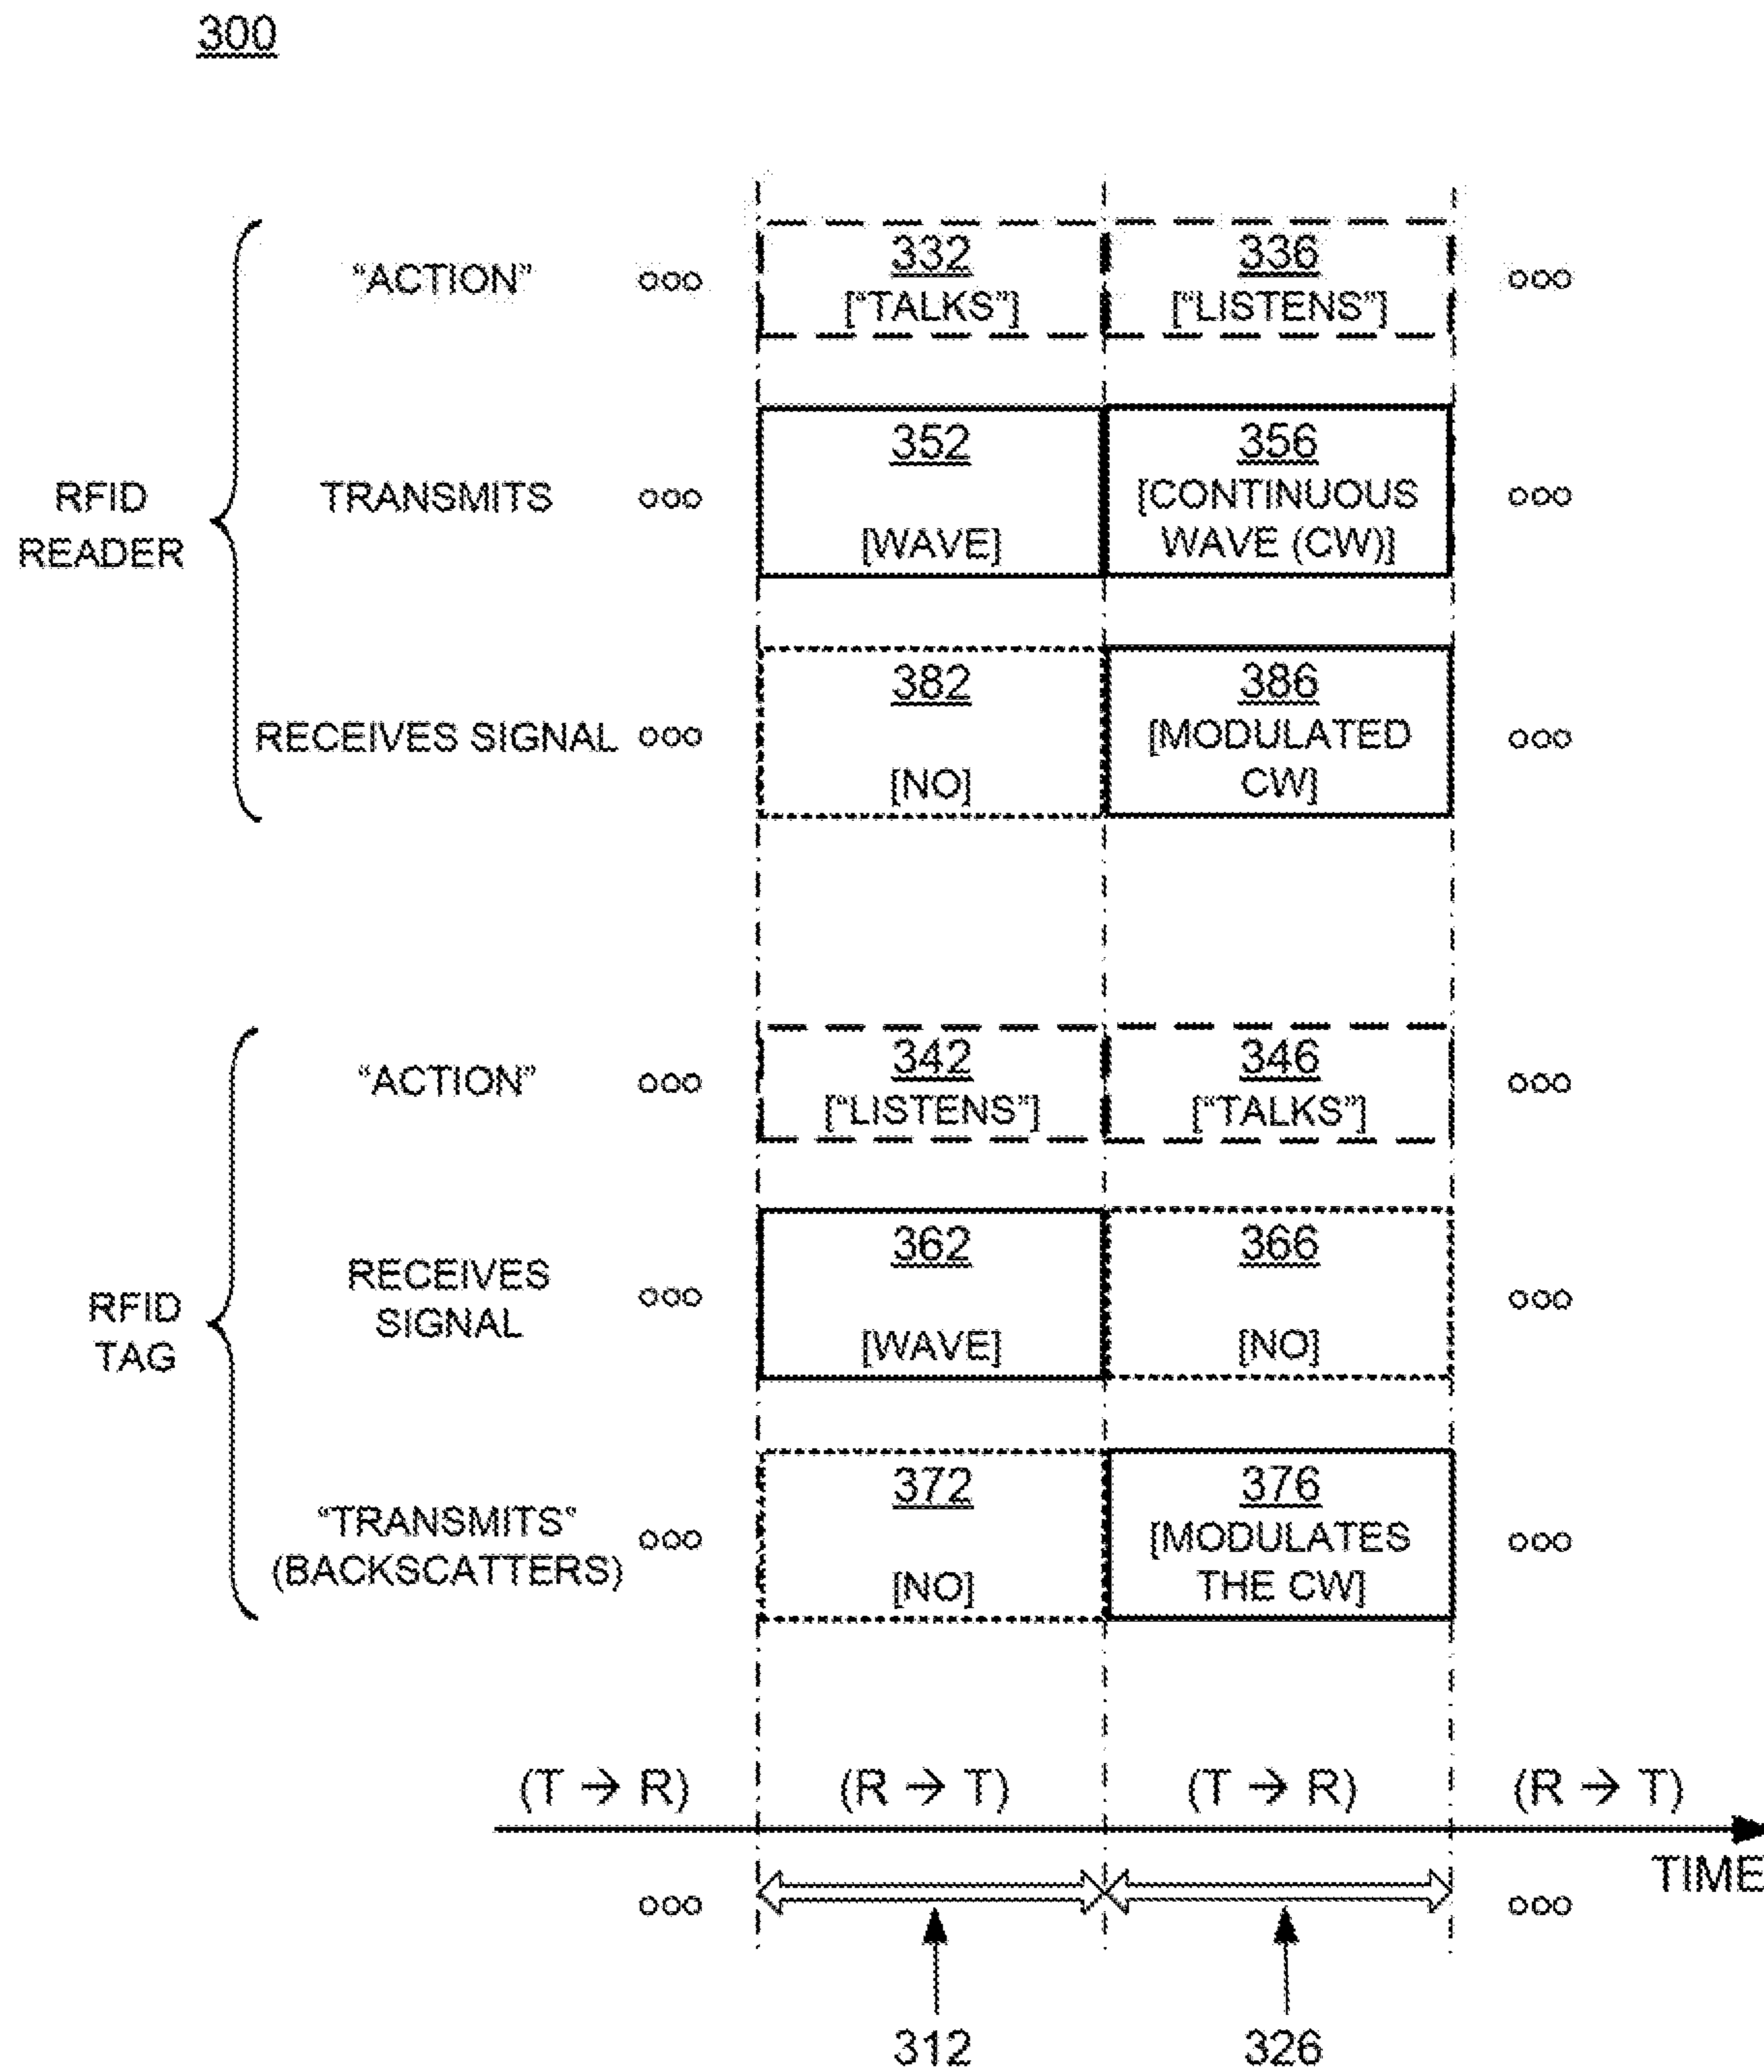 300
"ACTION"
332
["TALKS"]
336
["LISTENS"]
RFID
READER
TRANSMITS
352
[WAVE]
356
[CONTINUOUS
WAVE (CW)]
RECEIVES SIGNAL
382
[NO]
386
[MODULATED
CW]
"ACTION"
342
["LISTENS"]
346
["TALKS"]
RFID
TAG
RECEIVES
SIGNAL
362
[WAVE]
366
[NO]
"TRANSMITS"
(BACKSCATTERS)
372
[NO]
376
[MODULATES
THE CW]
(T → R) (R → T) (T → R) (R → T)
TIME
312 326